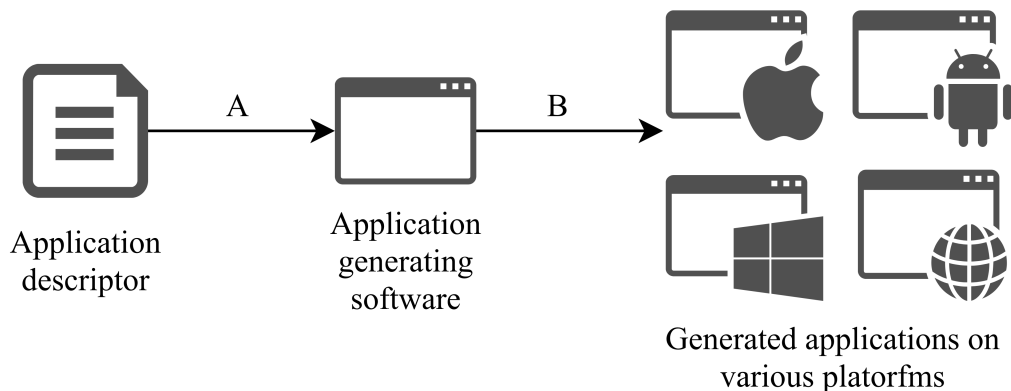 A
B
Application
descriptor
Application
generating
software
Generated applications on
various platorfms